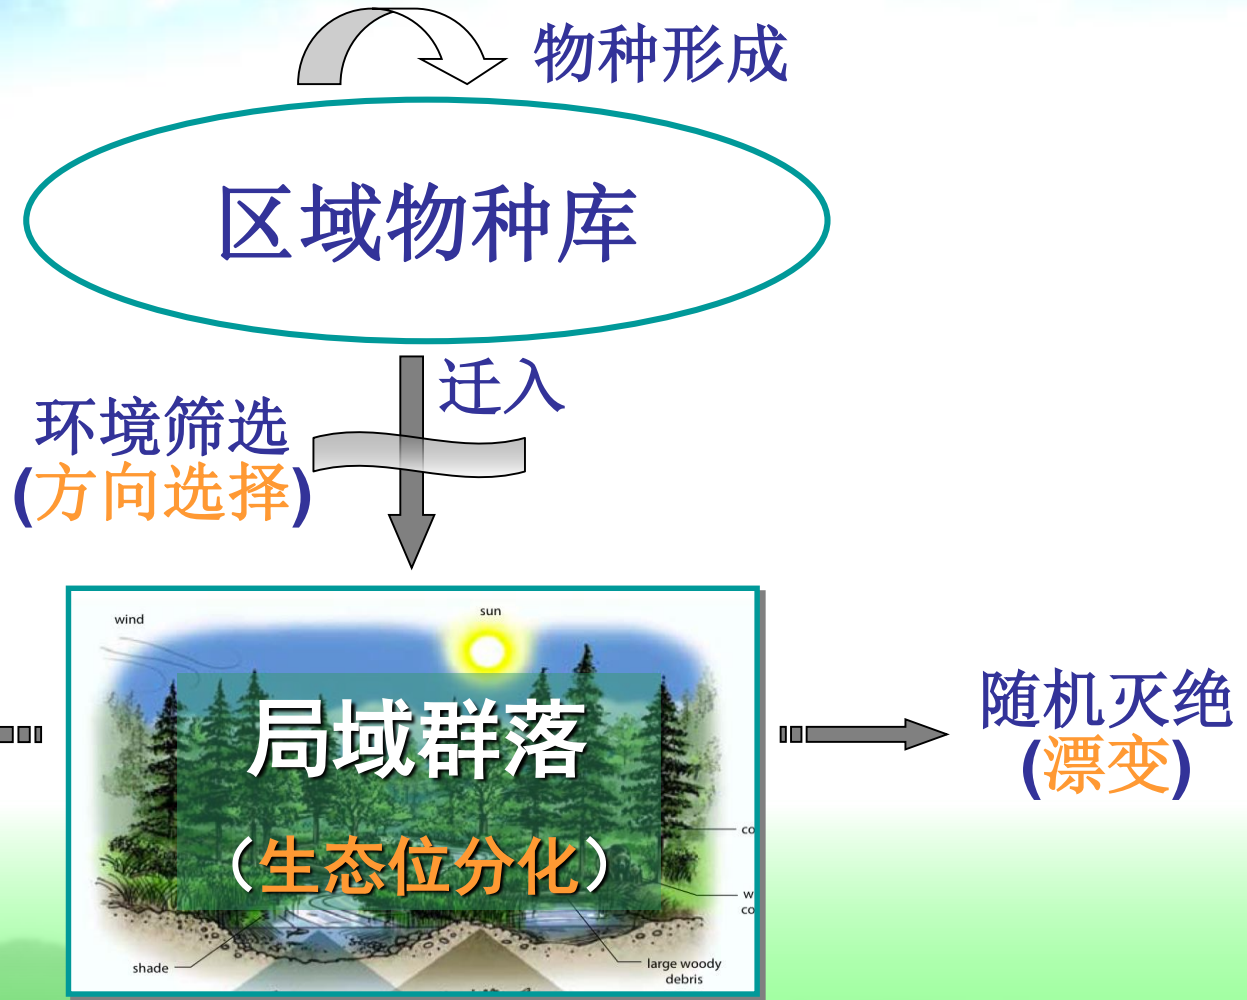 物种形成
区域物种库
迁入
环境筛选
(方向选择)
wind
sun
局域群落
（生态位分化）
随机灭绝
(漂变)
shade
large woody
debris